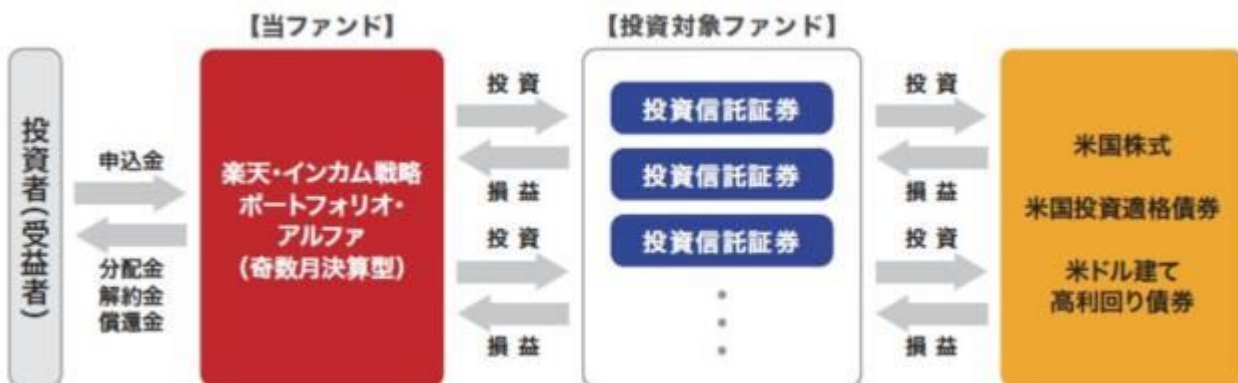 【当ファンド】
【投資対象ファンド】
投資者(受益者)
申込金
分配金
解約金
償還金
楽天・インカム戦略
ポートフォリオ・
アルファ
(奇数月決算型)
投資
損益
投資
損益
投資信託証券
投資信託証券
投資信託証券
投資
損益
投資
損益
米国株式
米国投資適格債券
米ドル建て
高利回り債券